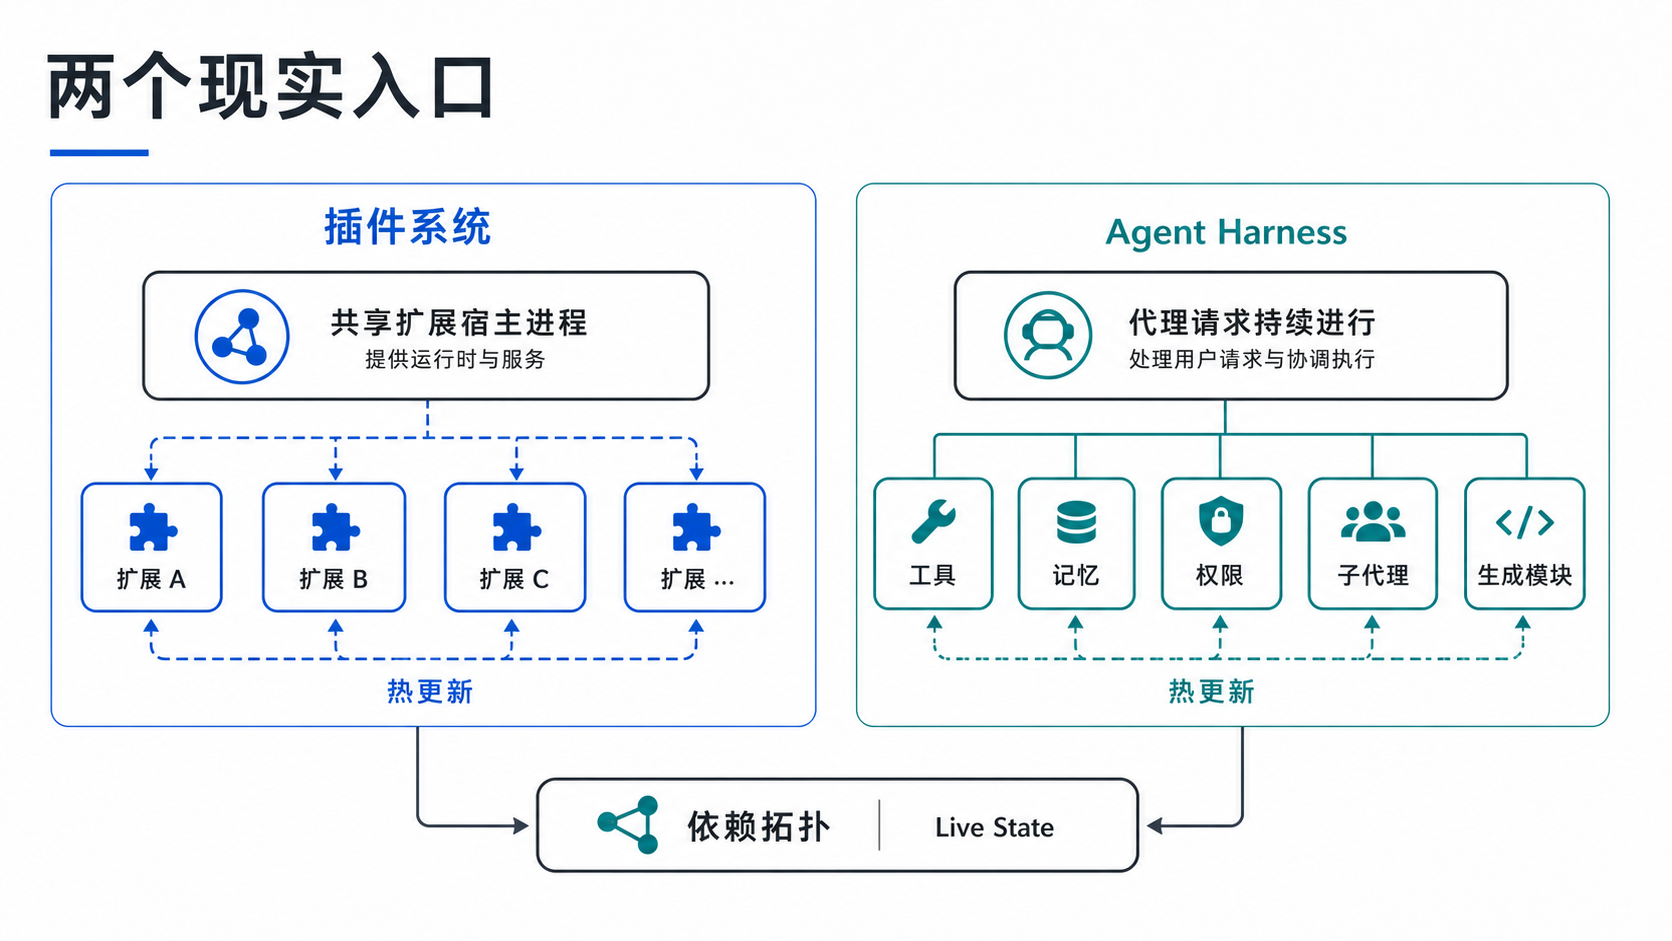 两个现实入口
插件系统
共享扩展宿主进程
提供运行时与服务
扩展 A
扩展 B
扩展 C
扩展 ...
热更新
Agent Harness
代理请求持续进行
处理用户请求与协调执行
工具
记忆
权限
子代理
生成模块
热更新
依赖拓扑
Live State